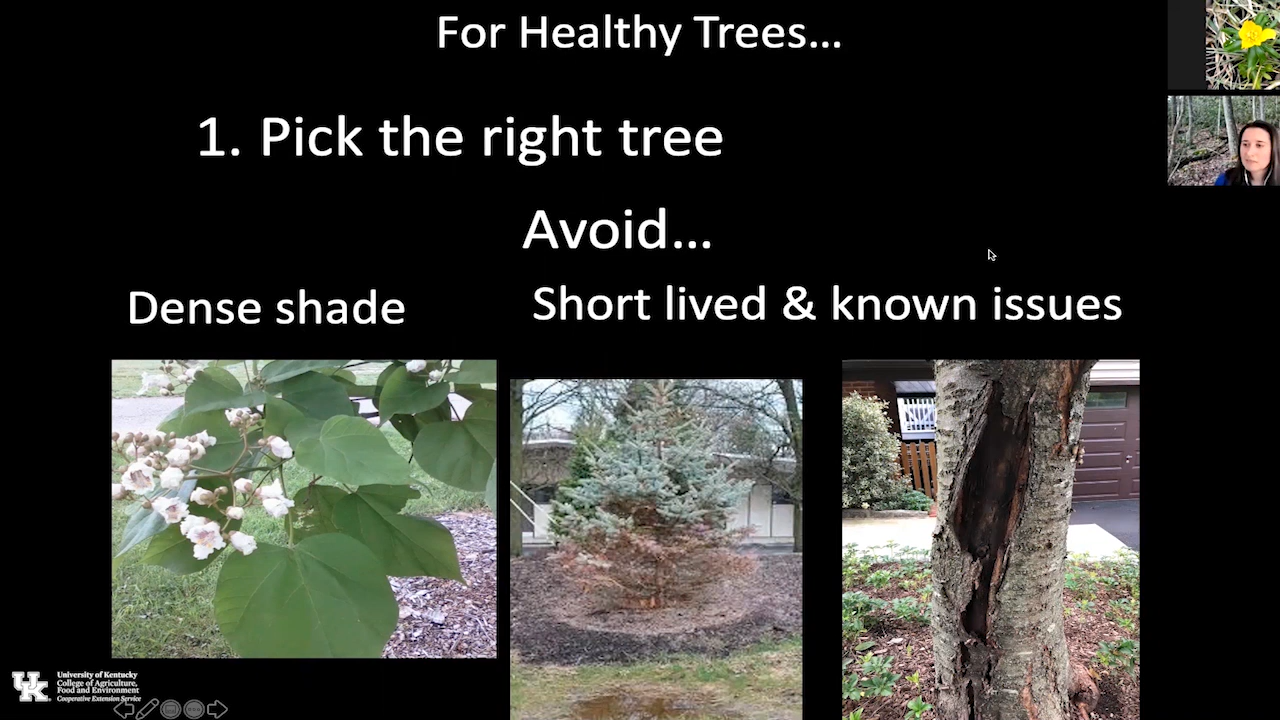 For Healthy Trees...
1. Pick the right tree
Avoid...
Dense shade
Short lived & known issues
UK
University of Kentucky
College of Agriculture,
Food and Environment
Cooperative Extension Service